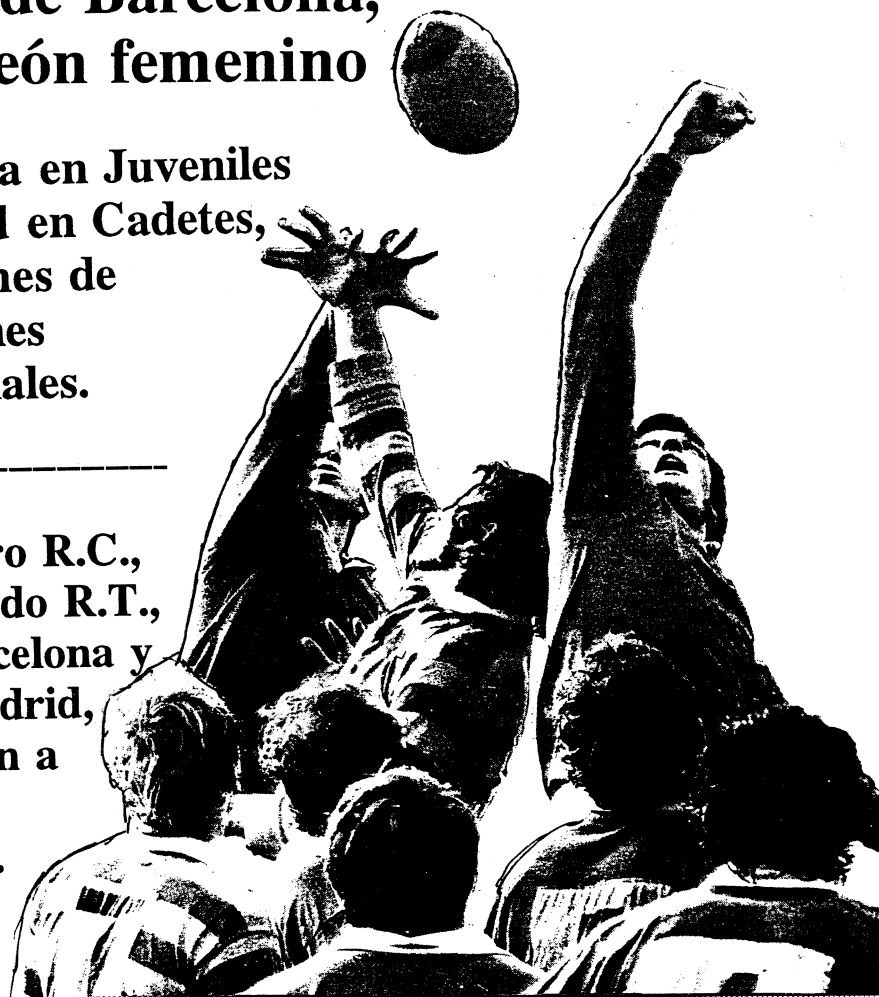 de Barcelona,
eón femenino
a en Juveniles
d en Cadetes,
nes de
nes
ales.
ro R.C.,
do R.T.,
celona y
drid,
n a
.